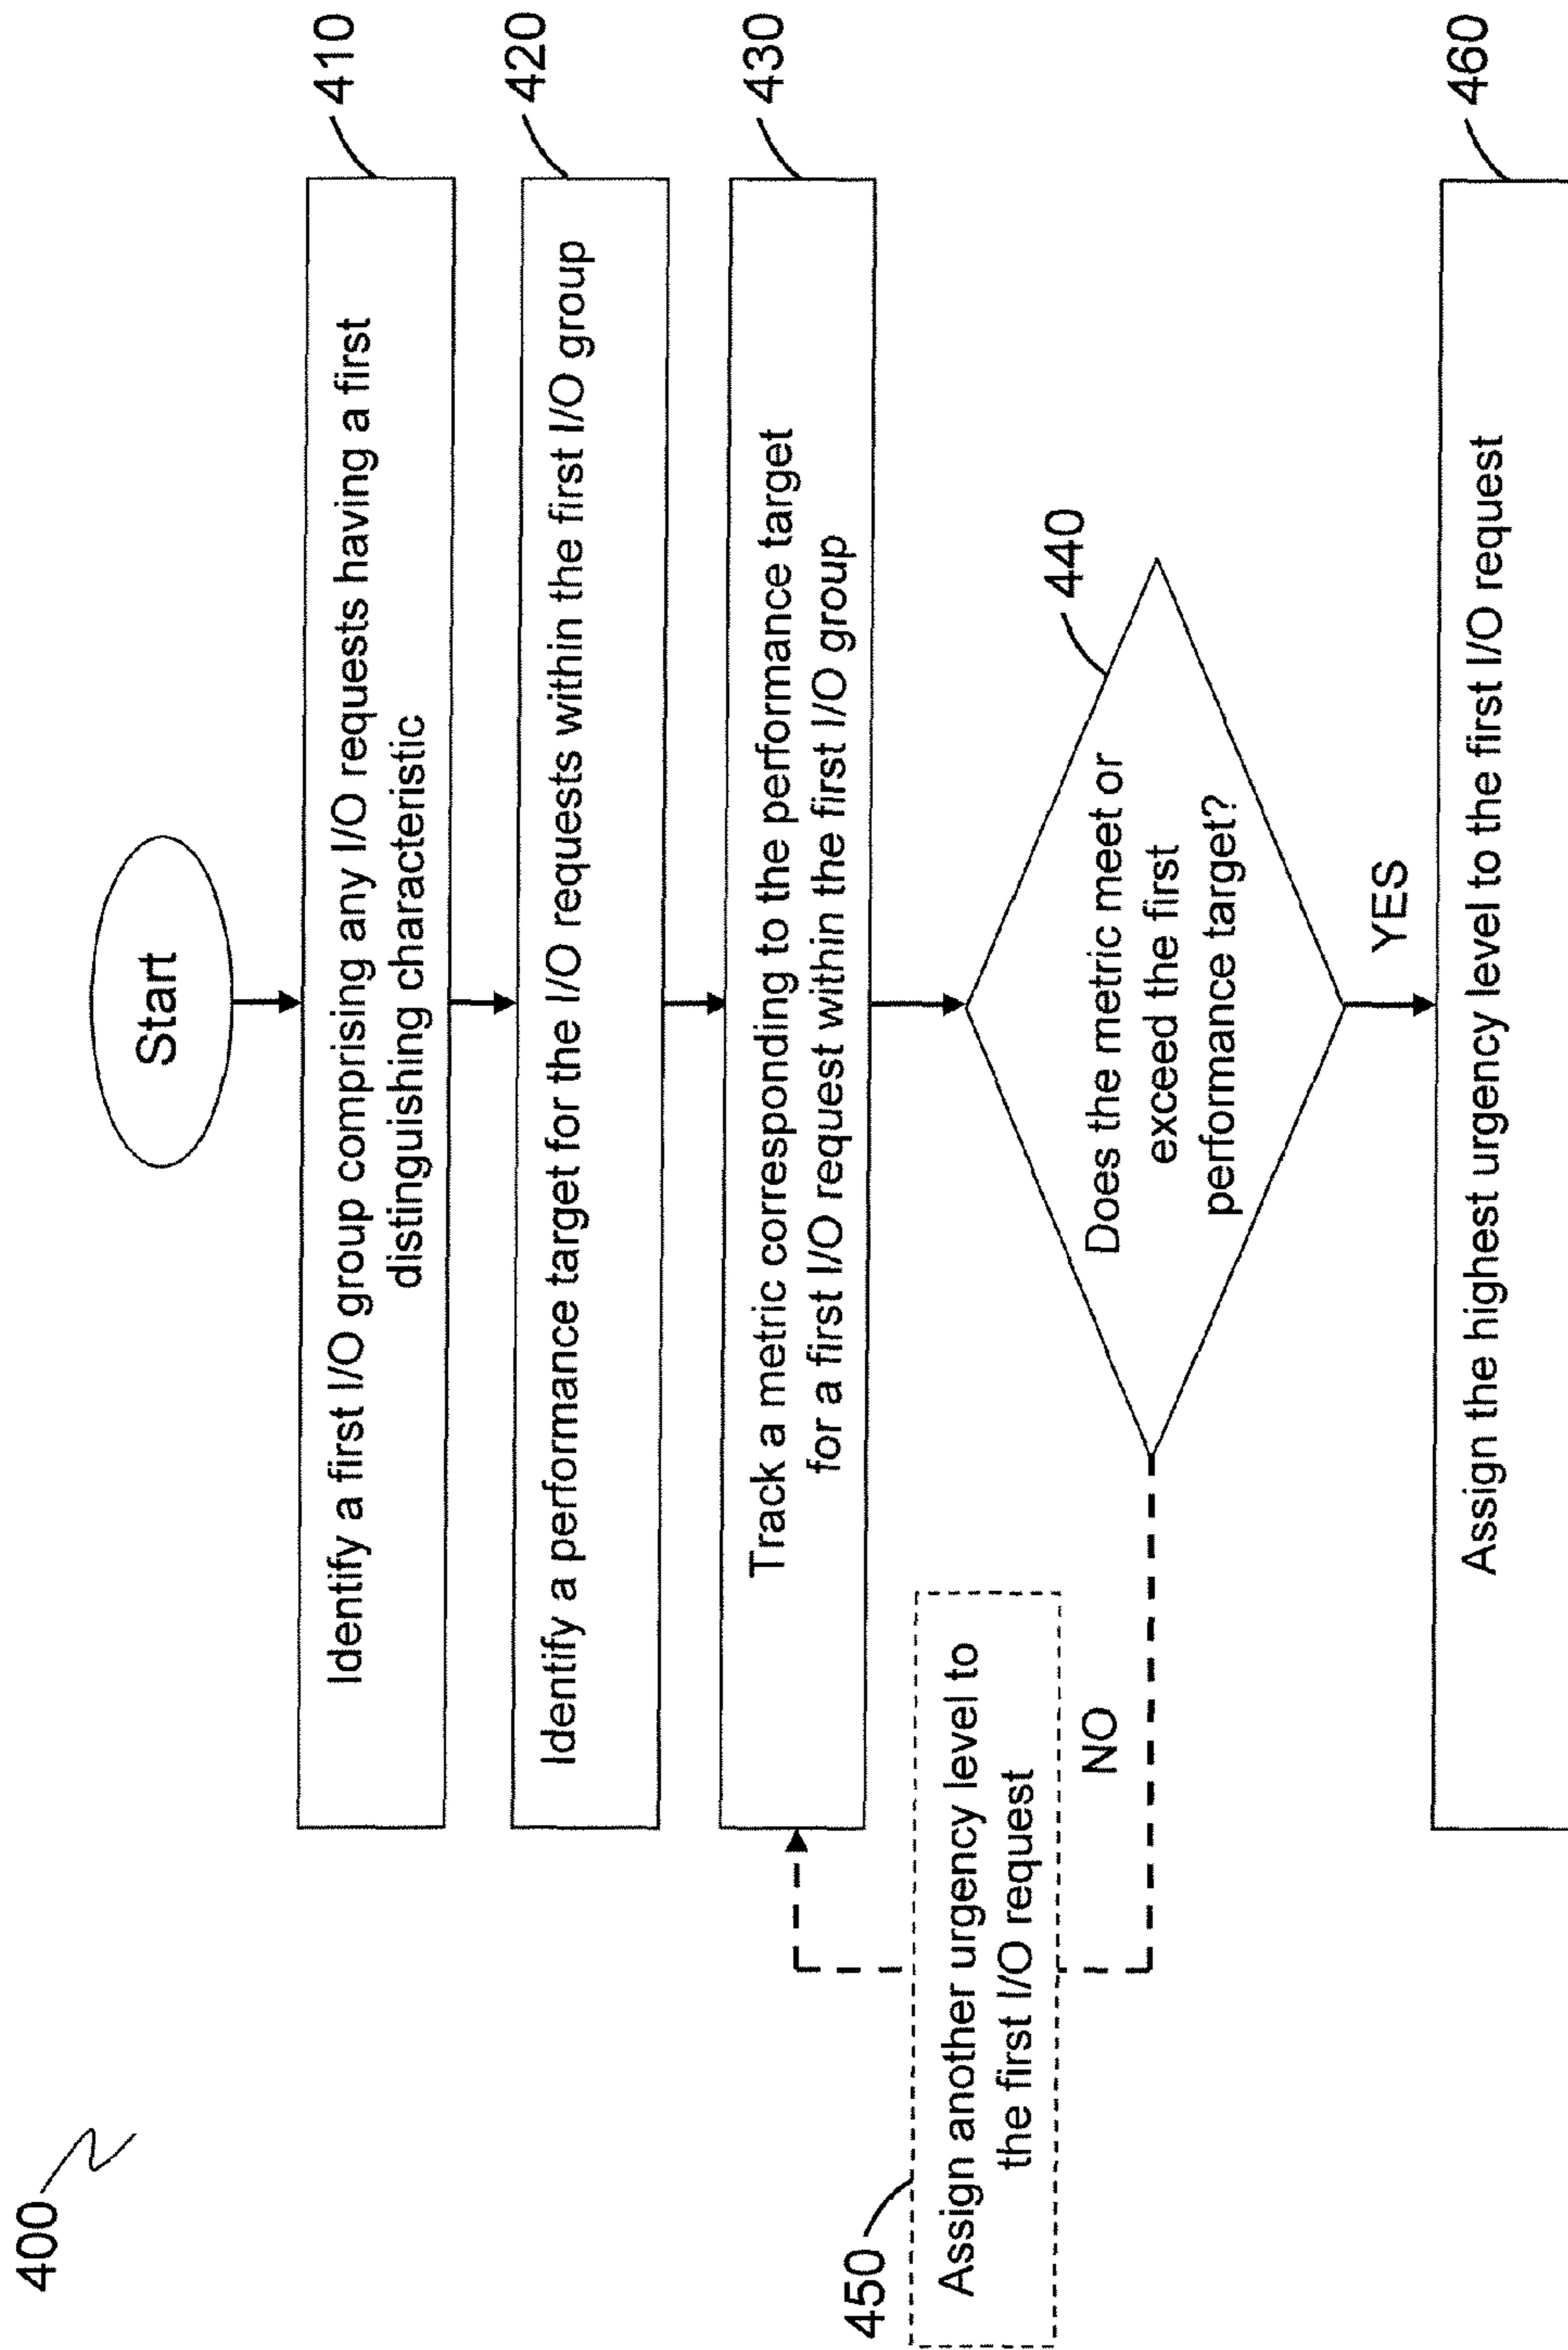 400
Start
410
Identify a first I/O group comprising any I/O requests having a first
distinguishing characteristic
420
Identify a performance target for the I/O requests within the first I/O group
430
Track a metric corresponding to the performance target
for a first I/O request within the first I/O group
440
Does the metric meet or
exceed the first
performance target?
450
Assign another urgency level to
the first I/O request
NO
YES
460
Assign the highest urgency level to the first I/O request